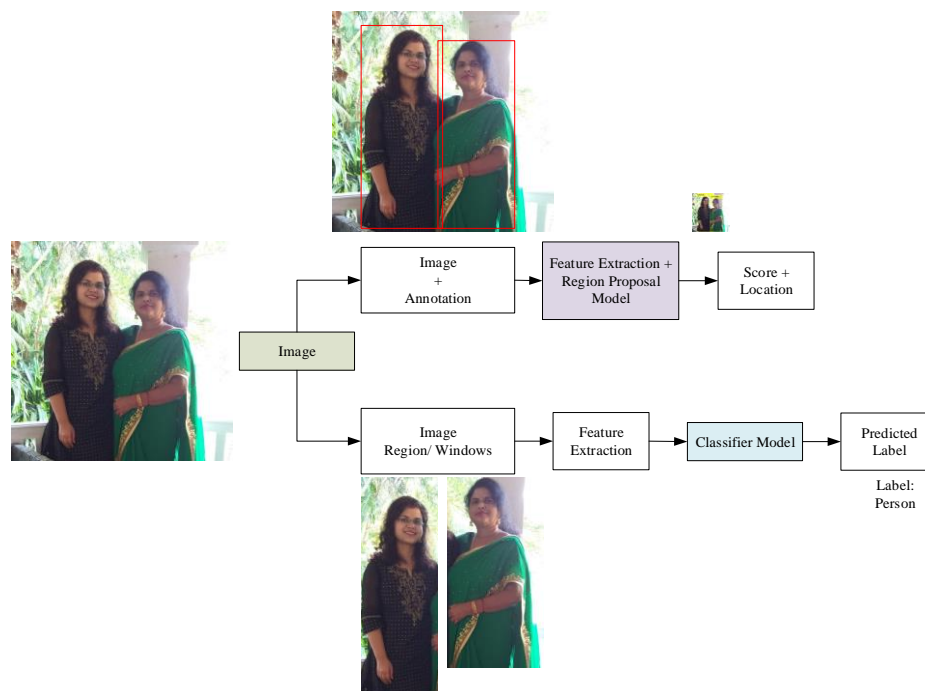 Image
+
Annotation
Feature Extraction +
Region Proposal
Model
Score +
Location
Image
Image
Region/ Windows
Feature
Extraction
Classifier Model
Predicted
Label
Label:
Person